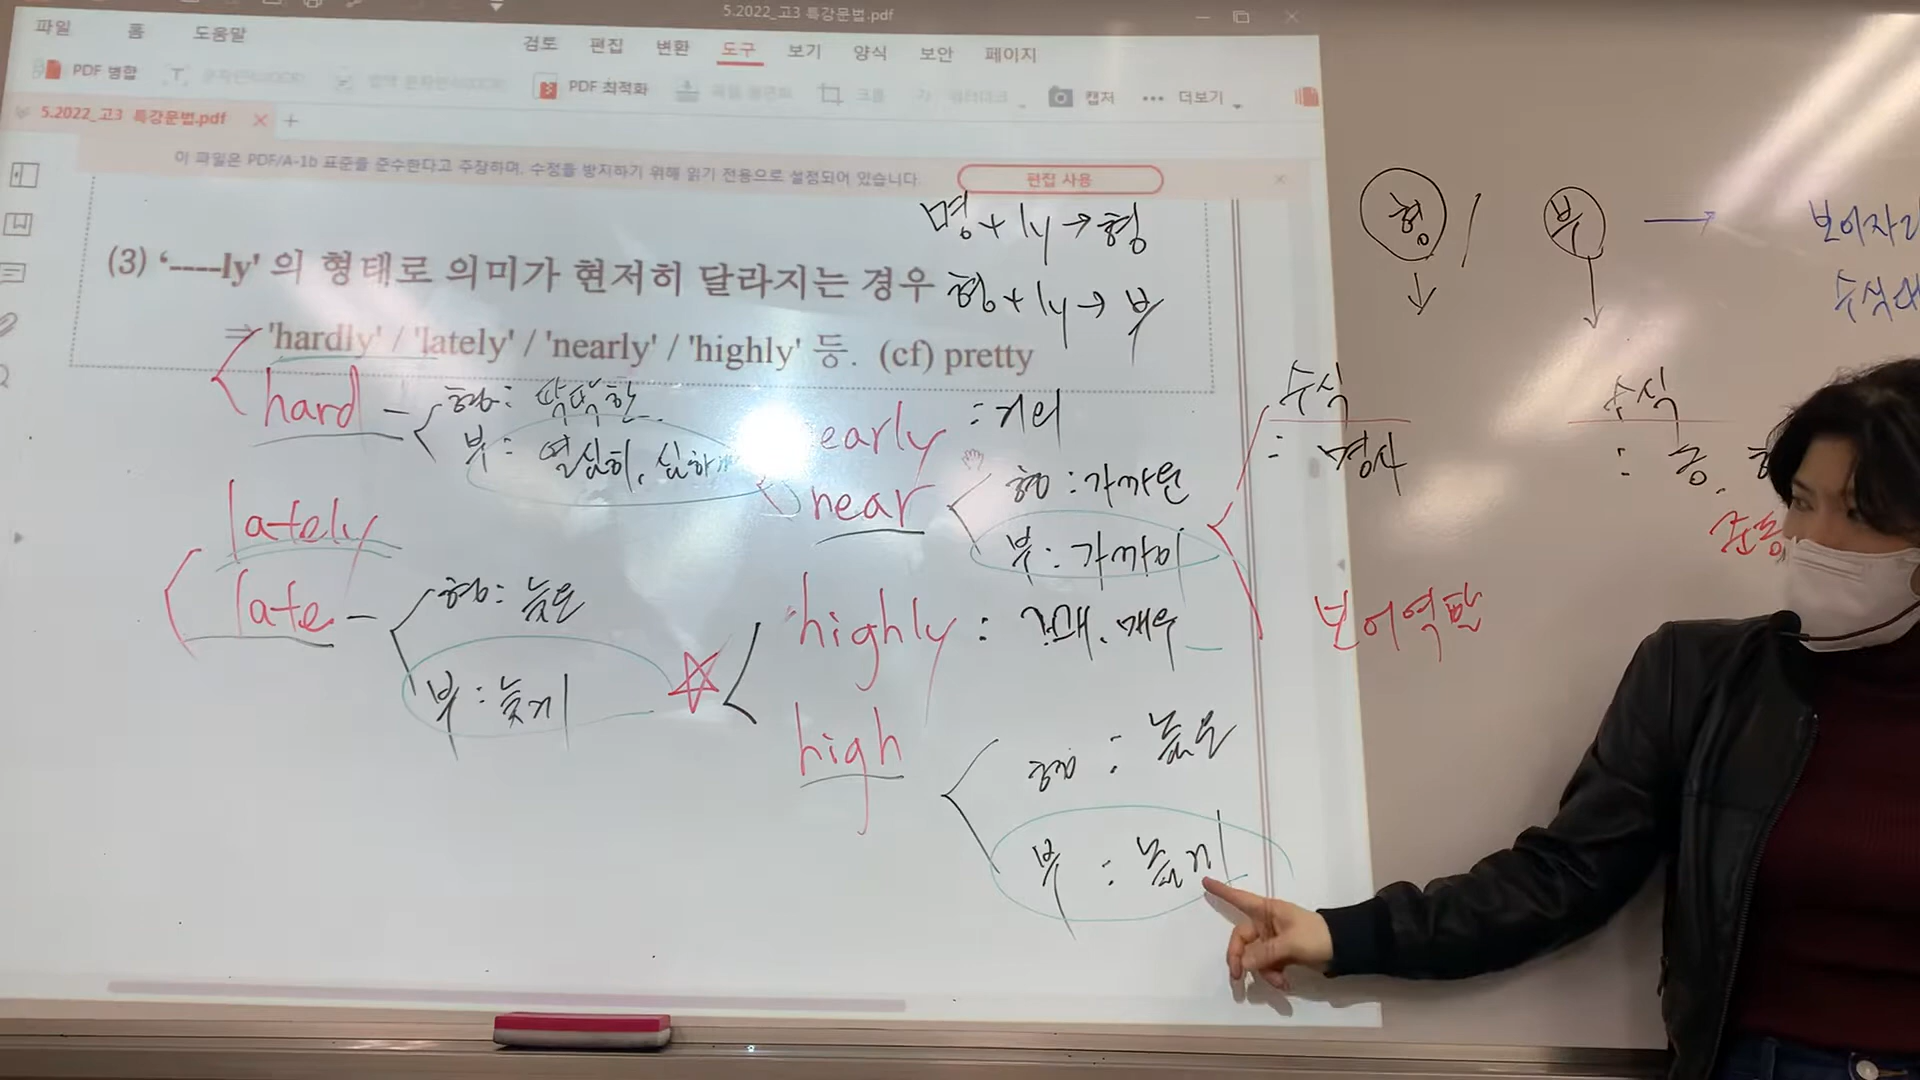 5.2022_고3 특강문법.pdf
파일 홈 도움말 검토 편집 변환 도구 보기 양식 보안 페이지
PDF 병합 PDF 최적화 캡처 더보기
5.2022_고3 특강문법.pdf
이 파일은 PDF/A-1b 표준을 준수한다고 주장하며, 수정을 방지하기 위해 읽기 전용으로 설정되어 있습니다. 편집 사용
명+ly→형
(3) '----ly' 의 형태로 의미가 현저히 달라지는 경우
형+ly→부
⇒ 'hardly' / 'lately' / 'nearly' / 'highly' 등. (cf) pretty
hard - 형: 딱딱한
부: 열심히, 심하게
lately
late - 형: 늦은
부: 늦게
early : 거의
near 형: 가까운
부: 가까이
highly : 꽤, 매우
high 형 : 높은
부 : 높게
형 / 부 → 보어자리
↓ ↓ 수식
수식 수식
: 명사 : 동,
보어역할